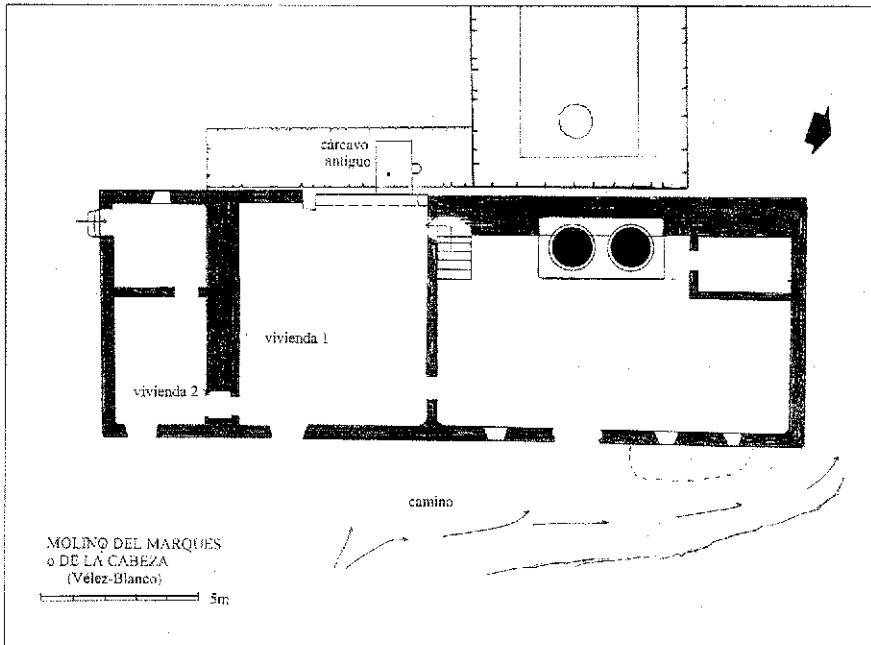 cárcavo
antiguo
vivienda 1
vivienda 2
camino
MOLINO DEL MARQUES
o DE LA CABEZA
(Vélez-Blanco)
5m